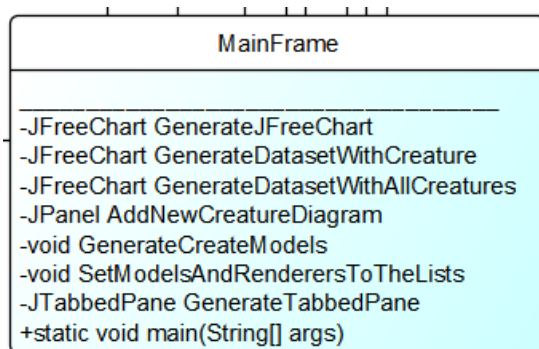 MainFrame
-JFreeChart GenerateJFreeChart
-JFreeChart GenerateDatasetWithCreature
-JFreeChart GenerateDatasetWithAllCreatures
-JPanel AddNewCreatureDiagram
-void GenerateCreateModels
-void SetModelsAndRenderersToTheLists
-JTabbedPane GenerateTabbedPane
+static void main(String[] args)